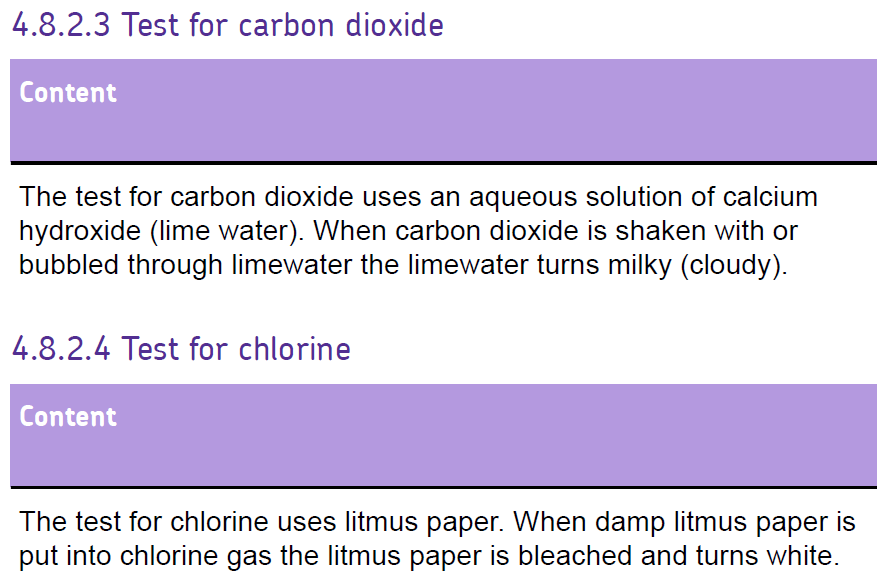 4.8.2.3 Test for carbon dioxide
Content
The test for carbon dioxide uses an aqueous solution of calcium
hydroxide (lime water). When carbon dioxide is shaken with or
bubbled through limewater the limewater turns milky (cloudy).
4.8.2.4 Test for chlorine
Content
The test for chlorine uses litmus paper. When damp litmus paper is
put into chlorine gas the litmus paper is bleached and turns white.